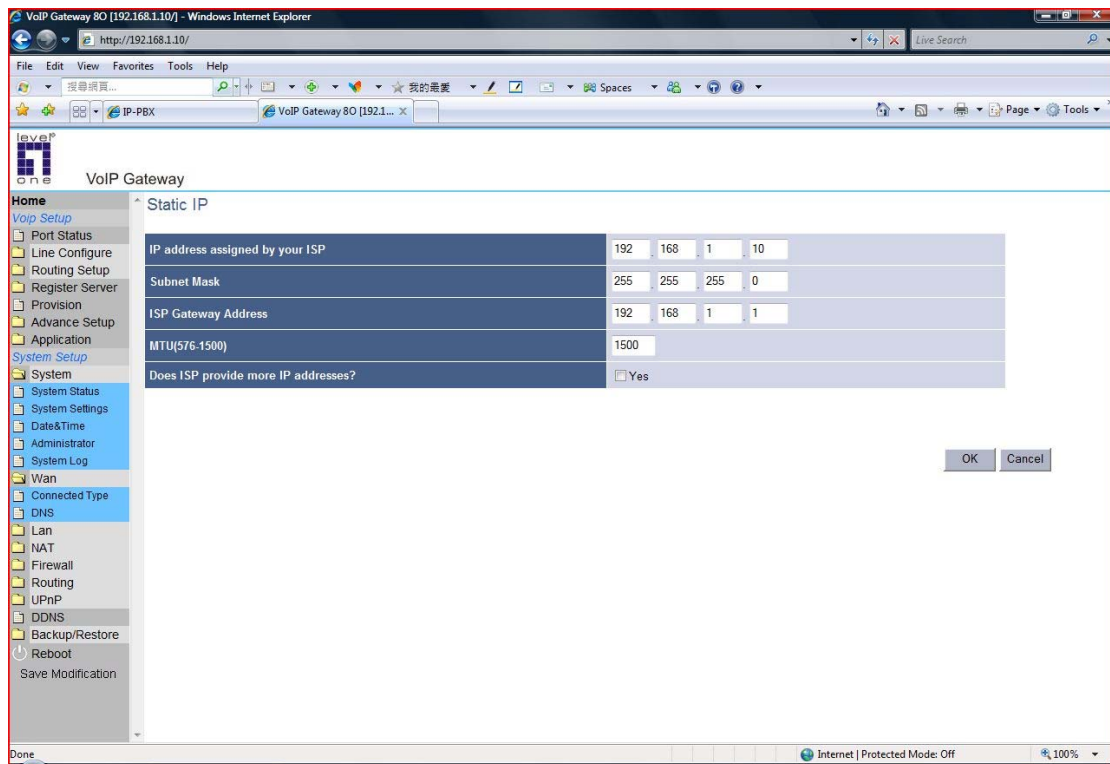 VoIP Gateway 8O [192.168.1.10/] - Windows Internet Explorer
http://192.168.1.10/
Live Search
File Edit View Favorites Tools Help
搜尋網頁...
我的最愛
Spaces
IP-PBX
VoIP Gateway 8O [192.1...
Page
Tools
level
one
VoIP Gateway
Home
Voip Setup
Port Status
Line Configure
Routing Setup
Register Server
Provision
Advance Setup
Application
System Setup
System
System Status
System Settings
Date&Time
Administrator
System Log
Wan
Connected Type
DNS
Lan
NAT
Firewall
Routing
UPnP
DDNS
Backup/Restore
Reboot
Save Modification
Static IP
IP address assigned by your ISP 192 . 168 . 1 . 10
Subnet Mask 255 . 255 . 255 . 0
ISP Gateway Address 192 . 168 . 1 . 1
MTU(576-1500) 1500
Does ISP provide more IP addresses? Yes
OK Cancel
Done
Internet | Protected Mode: Off
100%